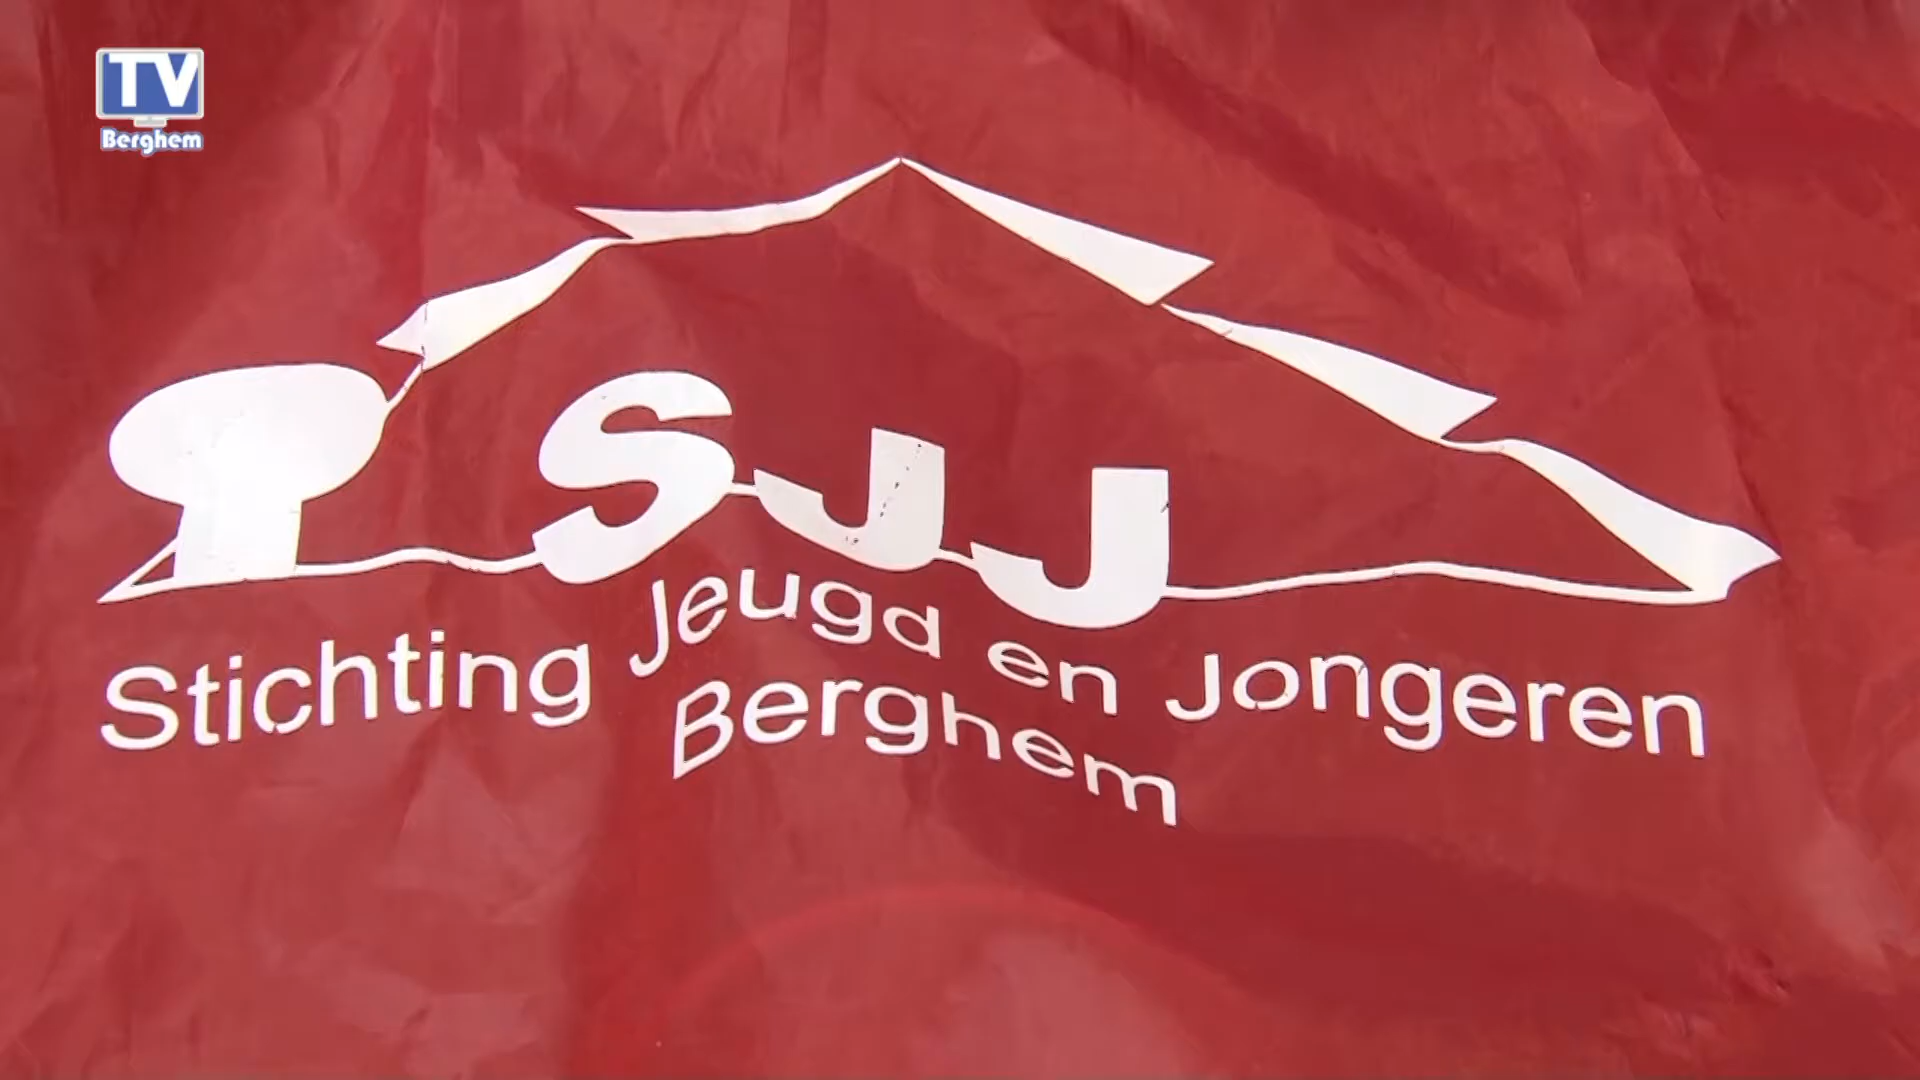 TV
Berghem
SJJ
Stichting Jeugd en Jongeren
Berghem